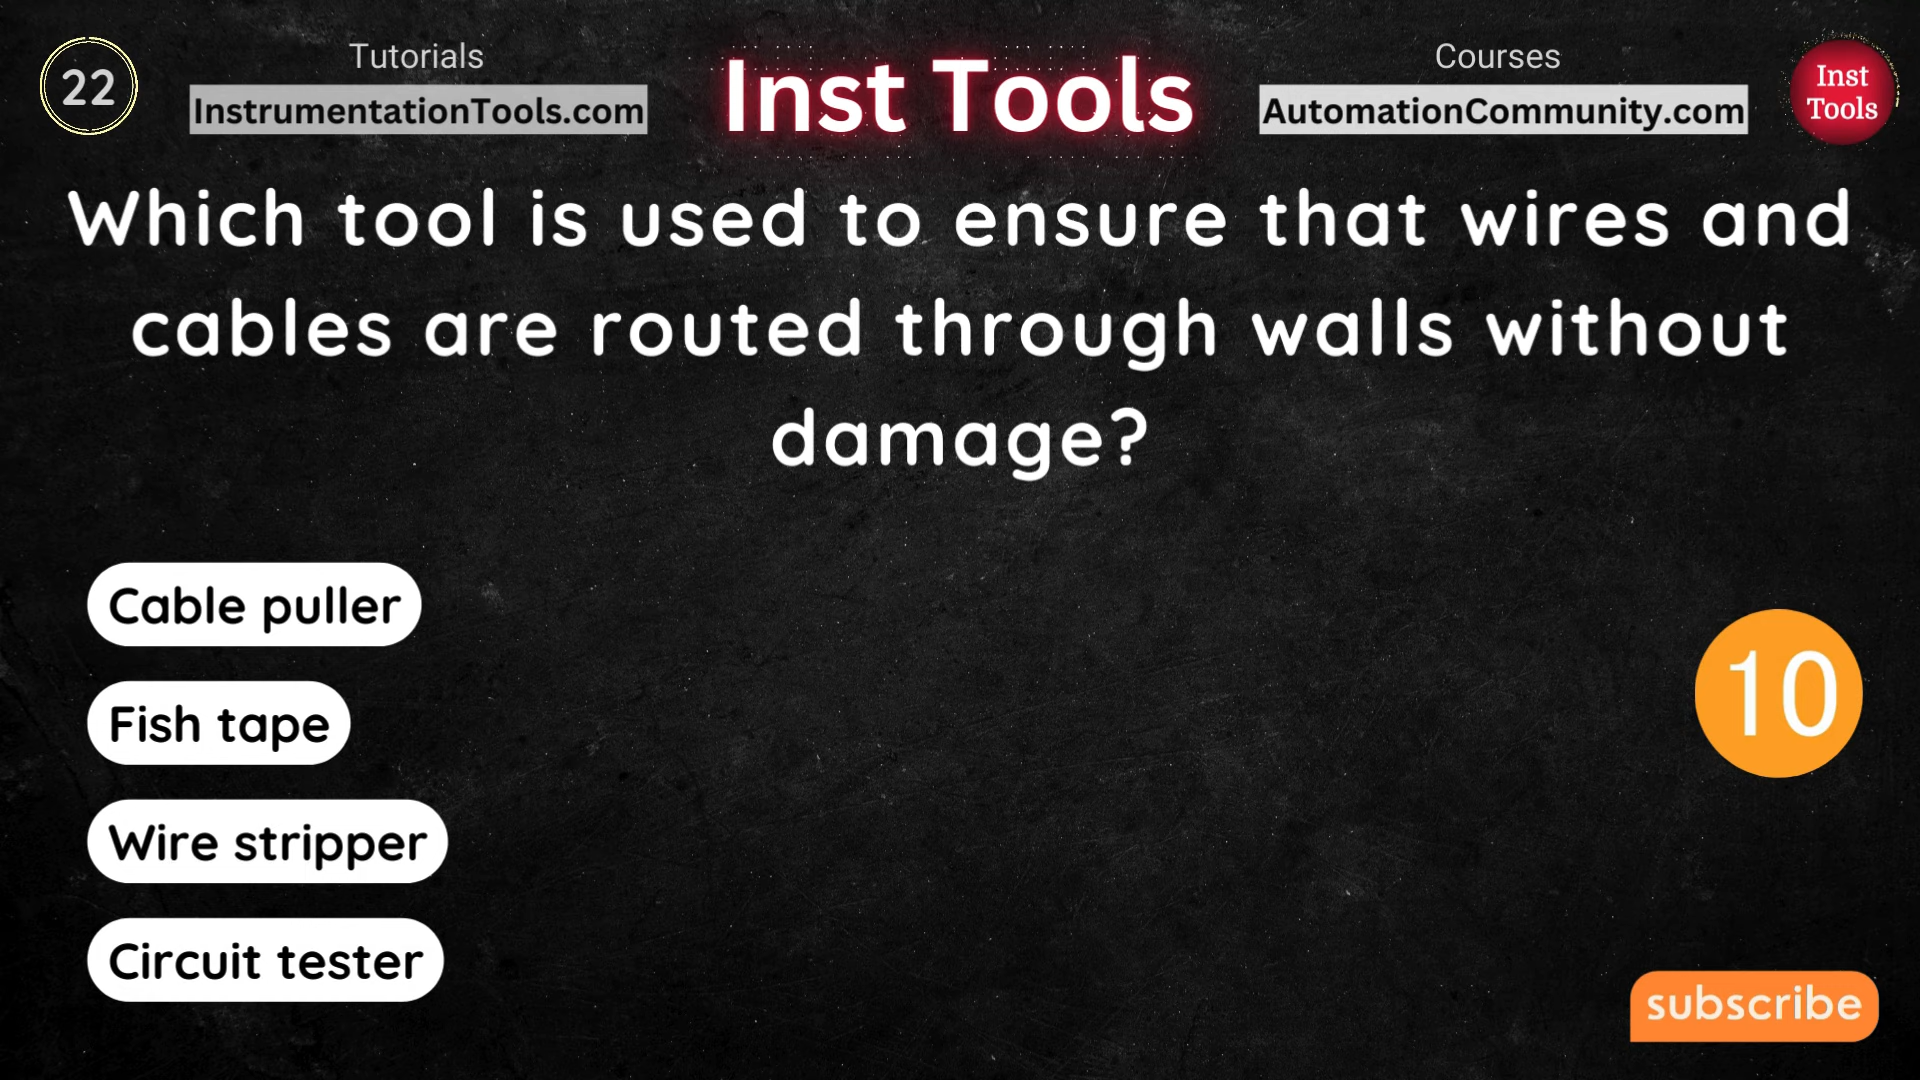 22
Tutorials
InstrumentationTools.com
Inst Tools
Courses
AutomationCommunity.com
Inst
Tools
Which tool is used to ensure that wires and
cables are routed through walls without
damage?
Cable puller
Fish tape
Wire stripper
Circuit tester
10
subscribe